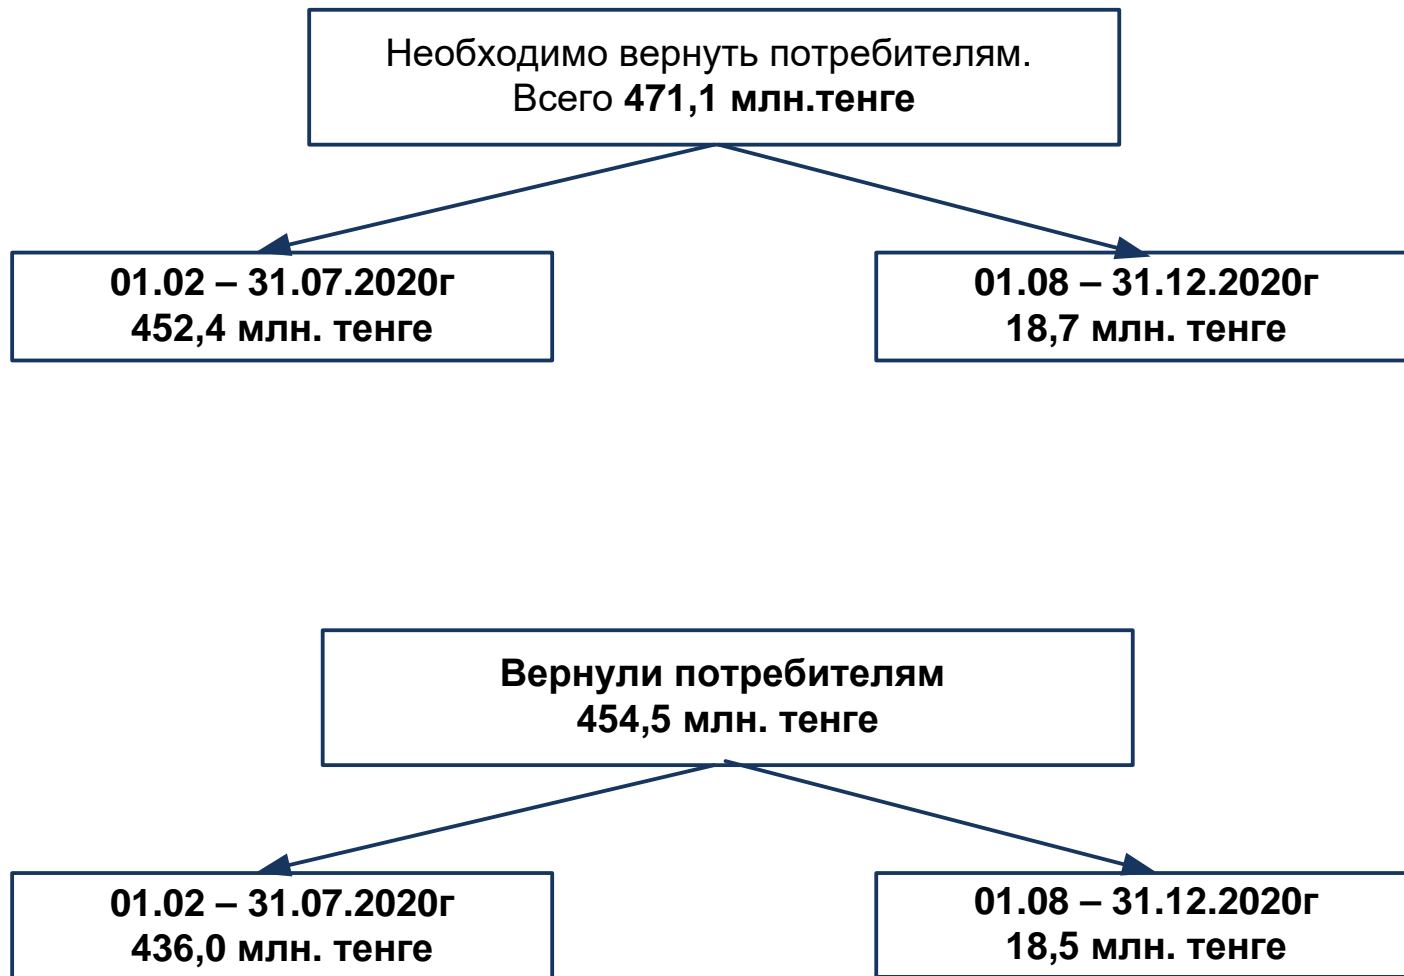 Необходимо вернуть потребителям.
Всего 471,1 млн.тенге
01.02 – 31.07.2020г
452,4 млн. тенге
01.08 – 31.12.2020г
18,7 млн. тенге
Вернули потребителям
454,5 млн. тенге
01.02 – 31.07.2020г
436,0 млн. тенге
01.08 – 31.12.2020г
18,5 млн. тенге